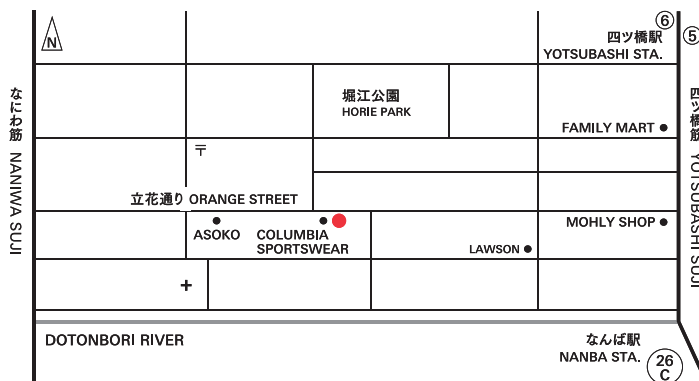 N
⑥
四ツ橋駅
YOTSUBASHI STA.
⑤
なにわ筋 NANIWA SUJI
堀江公園
HORIE PARK
FAMILY MART
四ツ橋筋 YOTSUBASHI SUJI
〒
立花通り ORANGE STREET
ASOKO
COLUMBIA
SPORTSWEAR
MOHLY SHOP
LAWSON
DOTONBORI RIVER
なんば駅
NANBA STA.
26
C